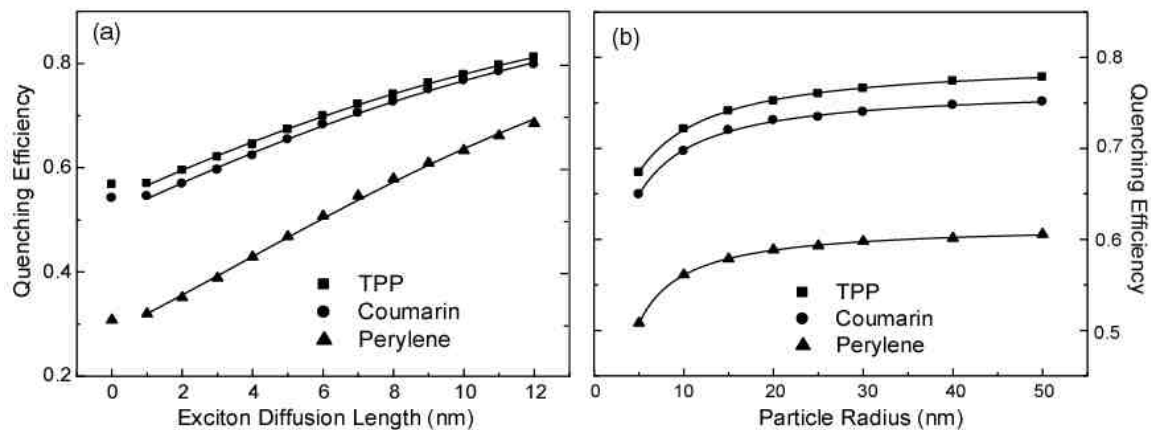 (a)
Quenching Efficiency
0.8
0.6
0.4
0.2
TPP
Coumarin
Perylene
0 2 4 6 8 10 12
Exciton Diffusion Length (nm)
(b)
TPP
Coumarin
Perylene
0 10 20 30 40 50
Particle Radius (nm)
0.8
0.7
0.6
0.5
Quenching Efficiency